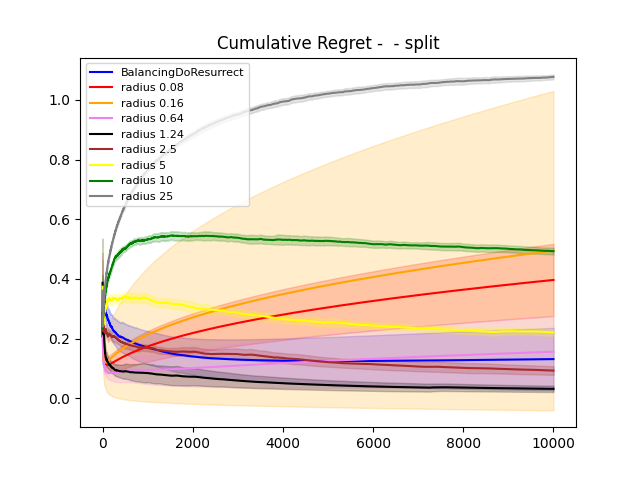 Cumulative Regret -  - split
BalancingDoResurrect
radius 0.08
radius 0.16
radius 0.64
radius 1.24
radius 2.5
radius 5
radius 10
radius 25
1.0
0.8
0.6
0.4
0.2
0.0
0 2000 4000 6000 8000 10000